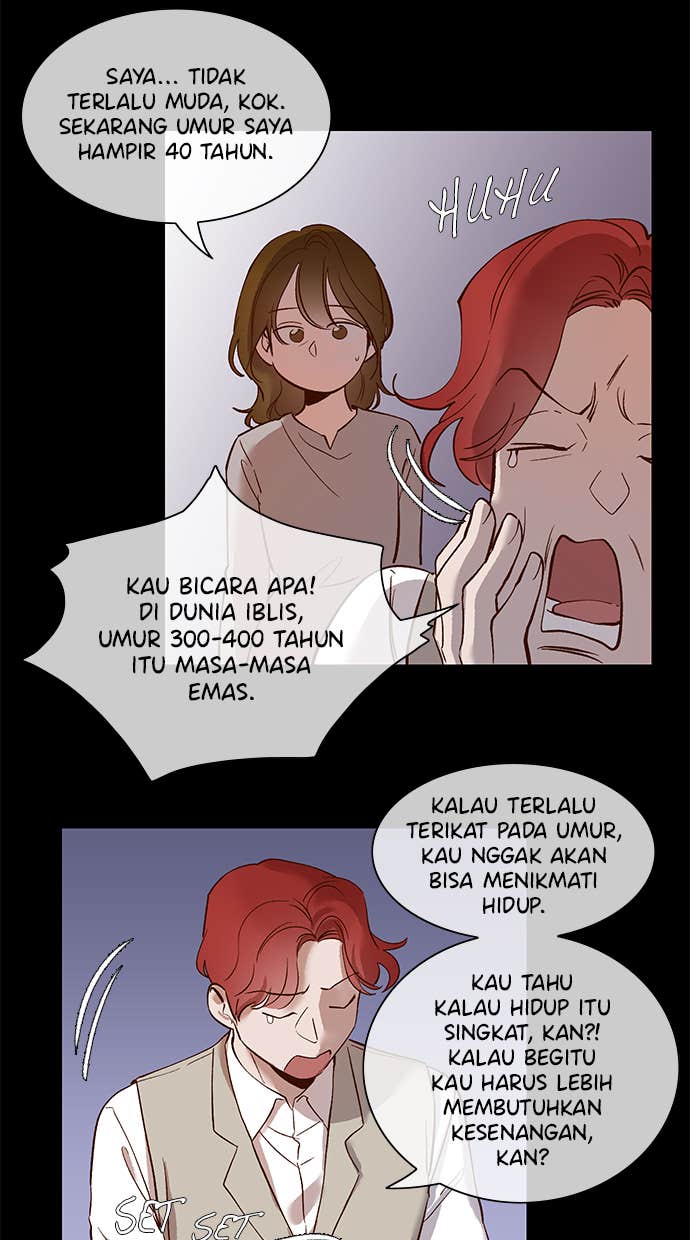 SAYA... TIDAK
TERLALU MUDA, KOK.
SEKARANG UMUR SAYA
HAMPIR 40 TAHUN.
HUHU
KAU BICARA APA!
DI DUNIA IBLIS,
UMUR 300-400 TAHUN
ITU MASA-MASA
EMAS.
KALAU TERLALU
TERIKAT PADA UMUR,
KAU NGGAK AKAN
BISA MENIKMATI
HIDUP.
KAU TAHU
KALAU HIDUP ITU
SINGKAT, KAN?!
KALAU BEGITU
KAU HARUS LEBIH
MEMBUTUHKAN
KESENANGAN,
KAN?
SET
SET